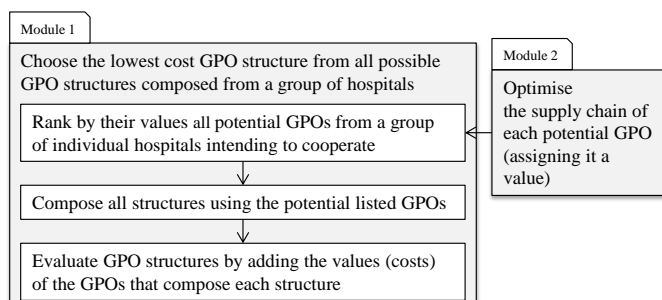 Module 1
Choose the lowest cost GPO structure from all possible
GPO structures composed from a group of hospitals
Rank by their values all potential GPOs from a group
of individual hospitals intending to cooperate
Compose all structures using the potential listed GPOs
Evaluate GPO structures by adding the values (costs)
of the GPOs that compose each structure
Module 2
Optimise
the supply chain of
each potential GPO
(assigning it a
value)